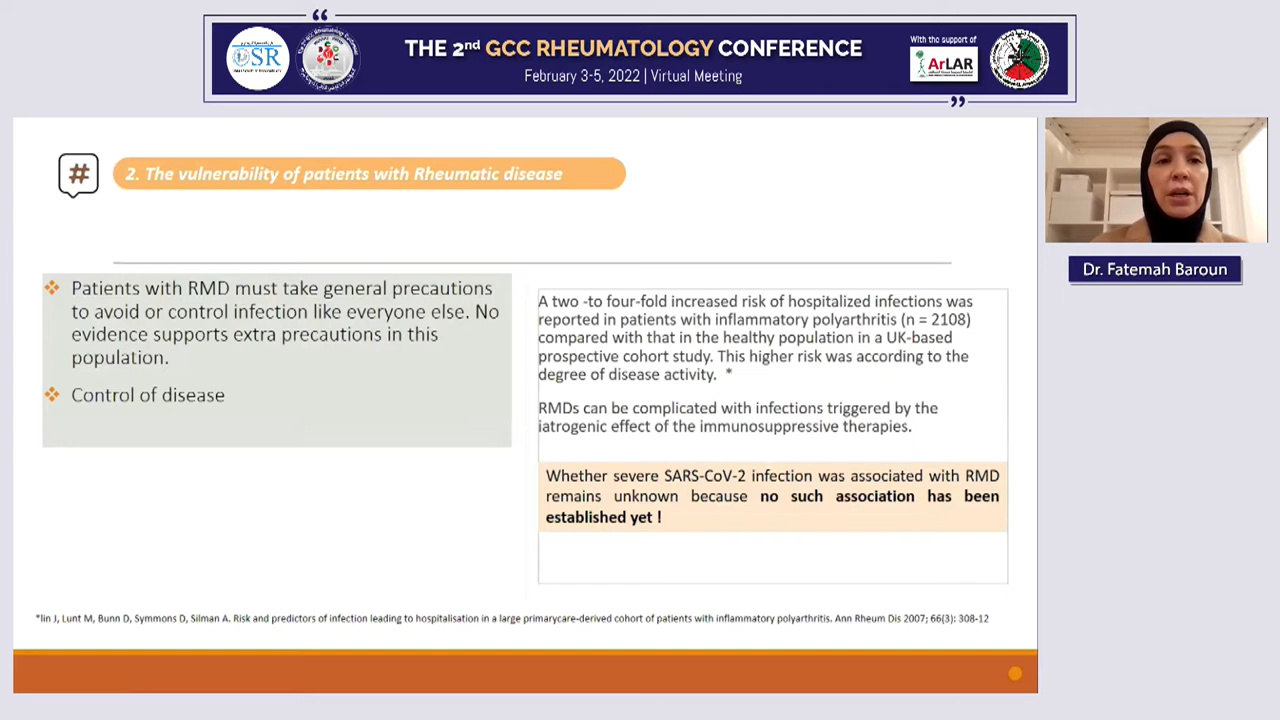 THE 2nd GCC RHEUMATOLOGY CONFERENCE
February 3-5, 2022 | Virtual Meeting
With the support of
ArLAR
SR
# 2. The vulnerability of patients with Rheumatic disease
Dr. Fatemah Baroun
❖ Patients with RMD must take general precautions
to avoid or control infection like everyone else. No
evidence supports extra precautions in this
population.
❖ Control of disease
A two -to four-fold increased risk of hospitalized infections was
reported in patients with inflammatory polyarthritis (n = 2108)
compared with that in the healthy population in a UK-based
prospective cohort study. This higher risk was according to the
degree of disease activity. *
RMDs can be complicated with infections triggered by the
iatrogenic effect of the immunosuppressive therapies.
Whether severe SARS-CoV-2 infection was associated with RMD
remains unknown because no such association has been
established yet !
*lin J, Lunt M, Bunn D, Symmons D, Silman A. Risk and predictors of infection leading to hospitalisation in a large primarycare-derived cohort of patients with inflammatory polyarthritis. Ann Rheum Dis 2007; 66(3): 308-12